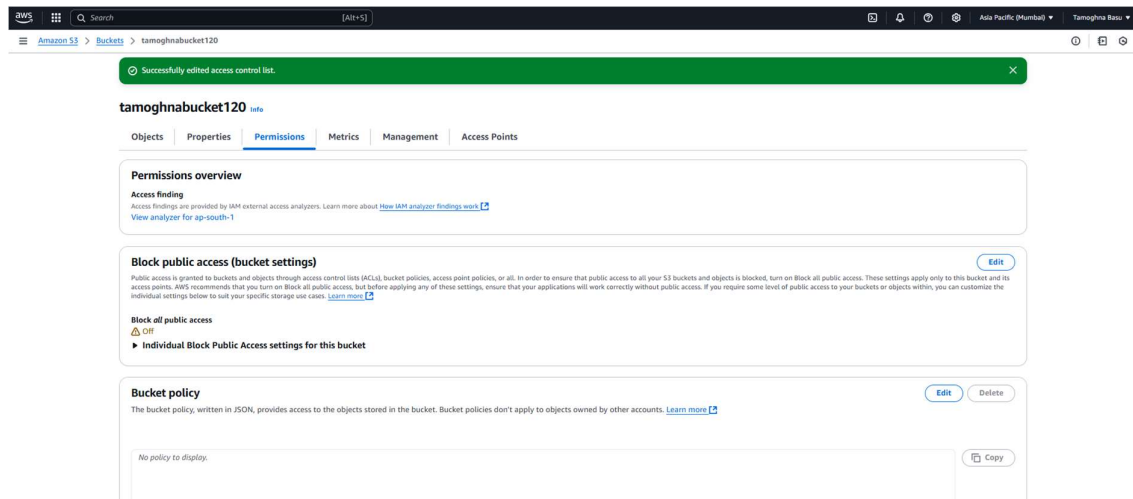 aws
Search [Alt+S] Asia Pacific (Mumbai) ▼ Tamoghna Basu ▼
Amazon S3 > Buckets > tamoghnabucket120
Successfully edited access control list.
tamoghnabucket120 Info
Objects Properties Permissions Metrics Management Access Points
Permissions overview
Access finding
Access findings are provided by IAM external access analyzers. Learn more about How IAM analyzer findings work
View analyzer for ap-south-1
Block public access (bucket settings) Edit
Public access is granted to buckets and objects through access control lists (ACLs), bucket policies, access point policies, or all. In order to ensure that public access to all your S3 buckets and objects is blocked, turn on Block all public access. These settings apply only to this bucket and its
access points. AWS recommends that you turn on Block all public access, but before applying any of these settings, ensure that your applications will work correctly without public access. If you require some level of public access to your buckets or objects within, you can customize the
individual settings below to suit your specific storage use cases. Learn more
Block all public access
Off
▶ Individual Block Public Access settings for this bucket
Bucket policy Edit Delete
The bucket policy, written in JSON, provides access to the objects stored in the bucket. Bucket policies don't apply to objects owned by other accounts. Learn more
No policy to display. Copy